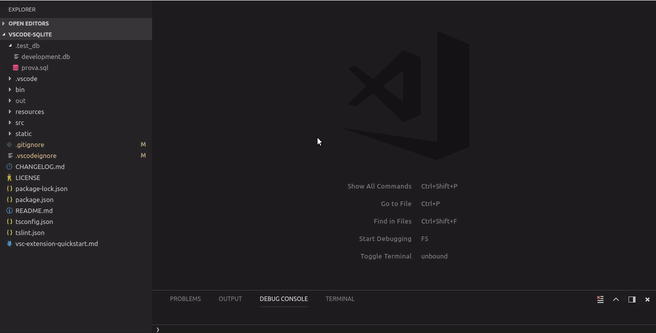 EXPLORER
OPEN EDITORS
VSCODE-SQLITE
.test_db
development.db
prova.sql
.vscode
bin
out
resources
src
static
.gitignore M
.vscodeignore M
CHANGELOG.md
LICENSE
package-lock.json
package.json
README.md
tsconfig.json
tslint.json
vsc-extension-quickstart.md
Show All Commands Ctrl+Shift+P
Go to File Ctrl+P
Find in Files Ctrl+Shift+F
Start Debugging F5
Toggle Terminal unbound
PROBLEMS OUTPUT DEBUG CONSOLE TERMINAL